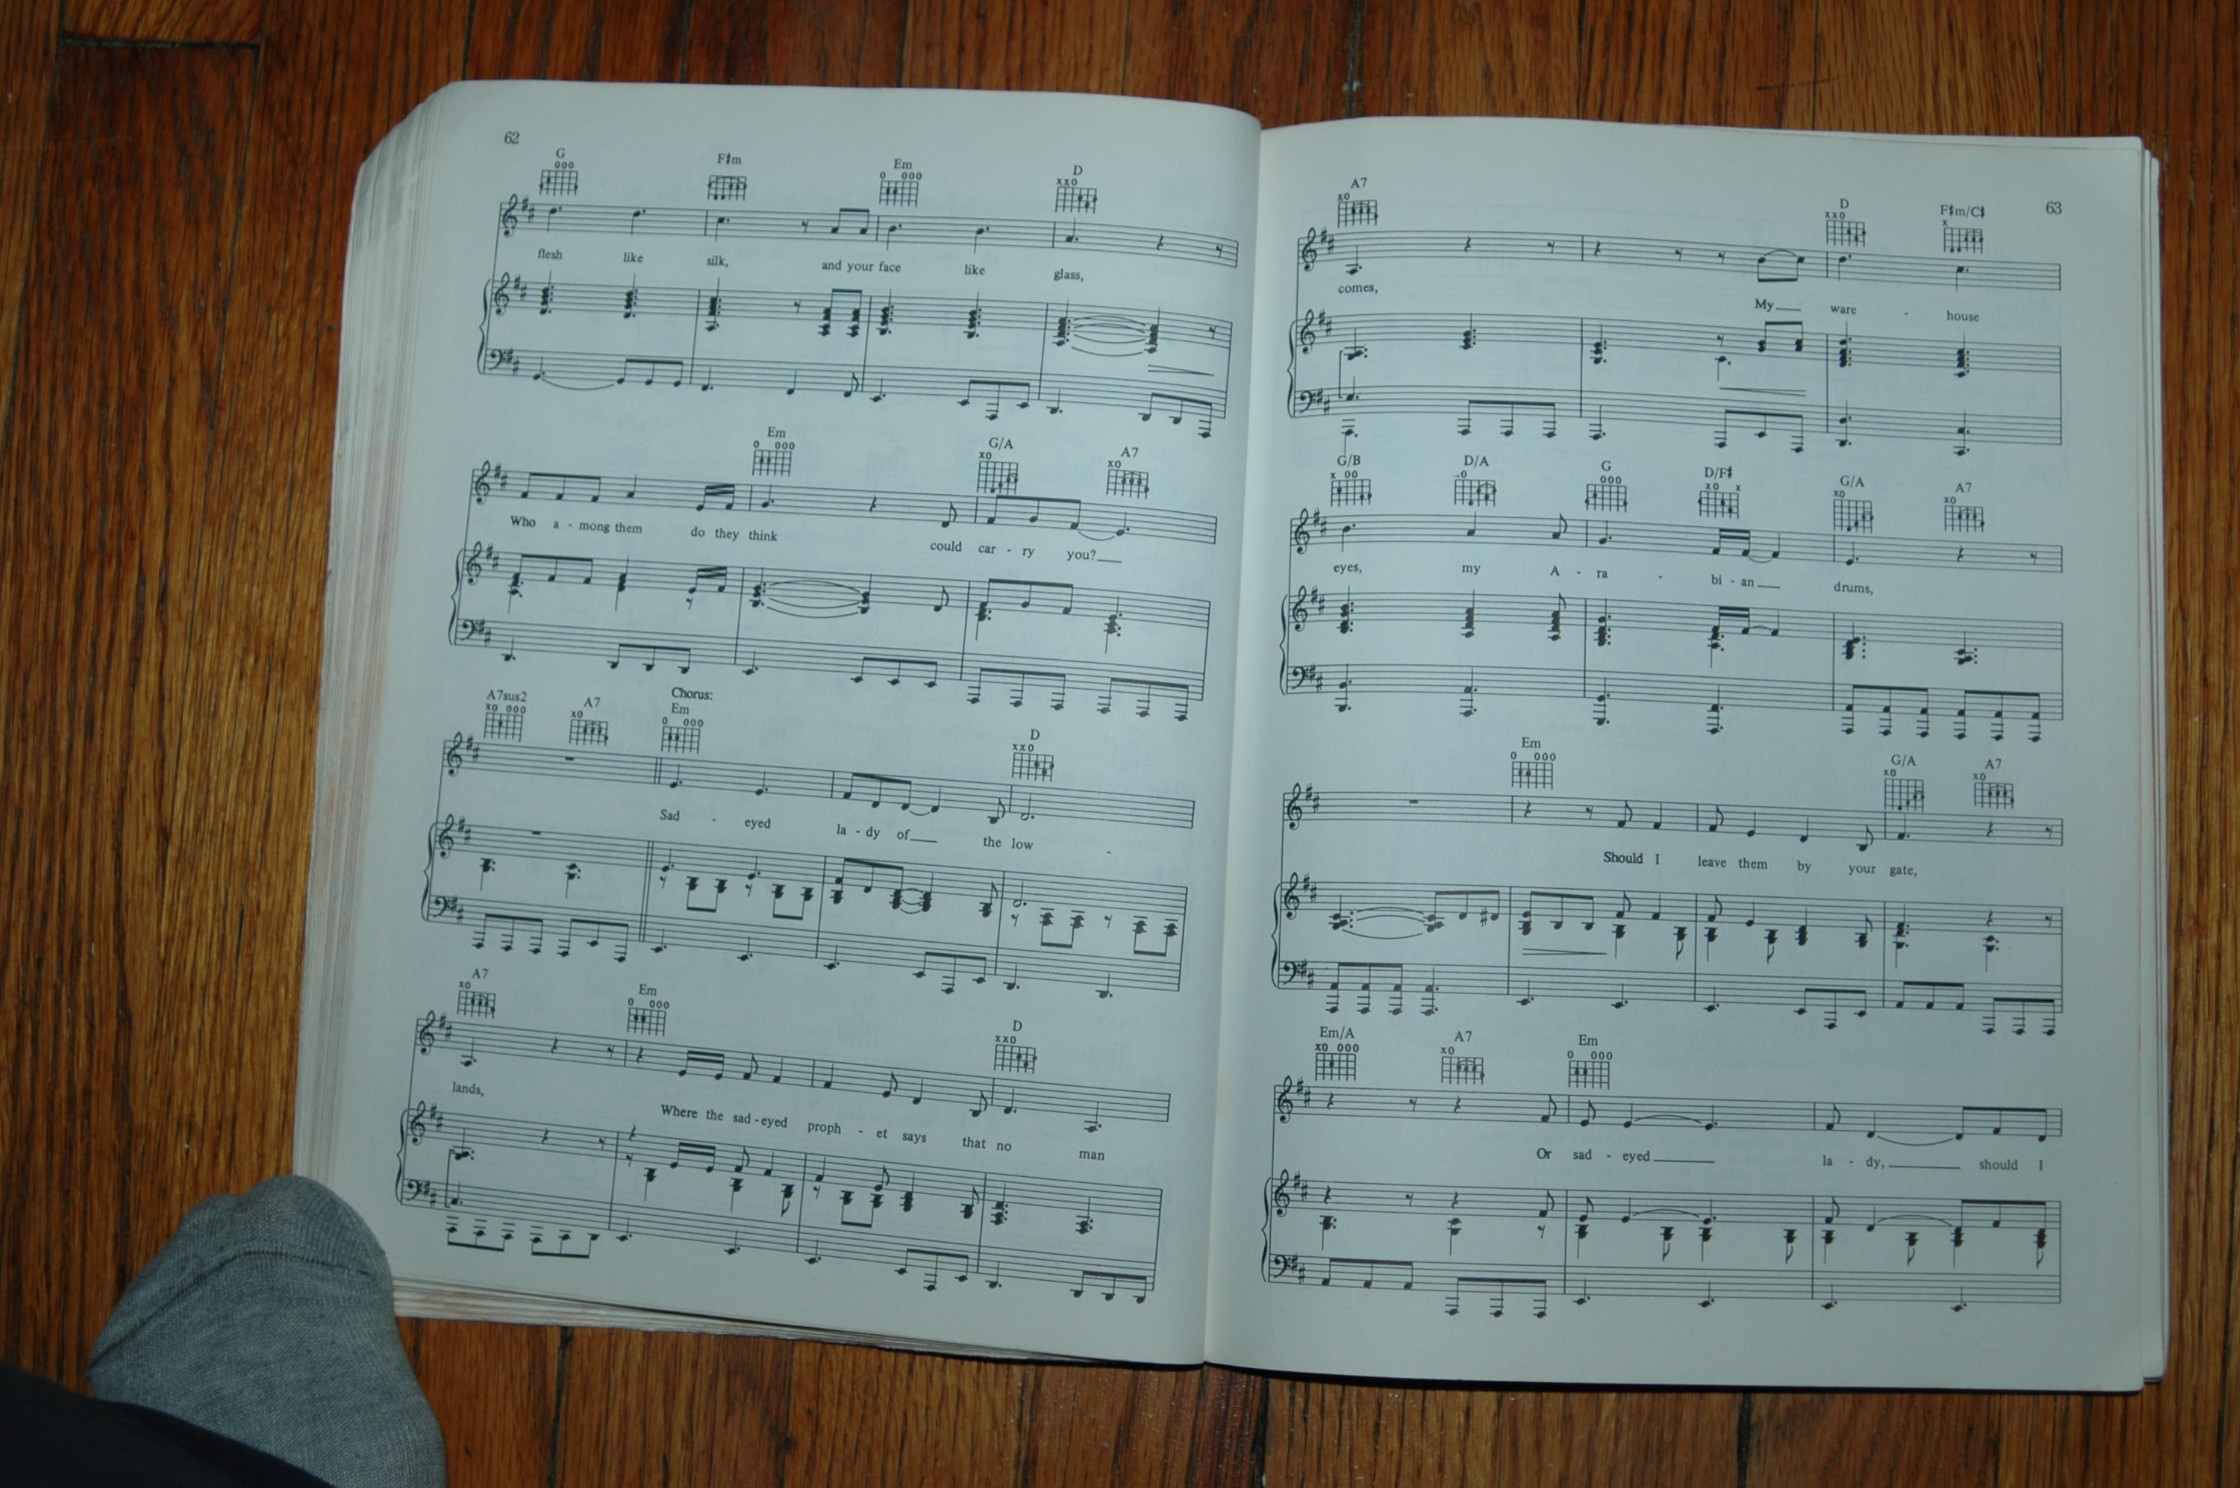 62
G F♯m Em D
xxo
flesh like silk, and your face like glass,
Em G/A A7
Who a - mong them do they think could car - ry you?
A7sus2 A7 Chorus: Em D
Sad - eyed la - dy of the low
A7 Em D
lands, Where the sad - eyed proph - et says that no man
63
A7 D F♯m/C♯
comes, My ware - house
G/B D/A G D/F♯ G/A A7
eyes, my A - ra - bi - an drums,
Em G/A A7
Should I leave them by your gate,
Em/A A7 Em
Or sad - eyed la - dy, should I